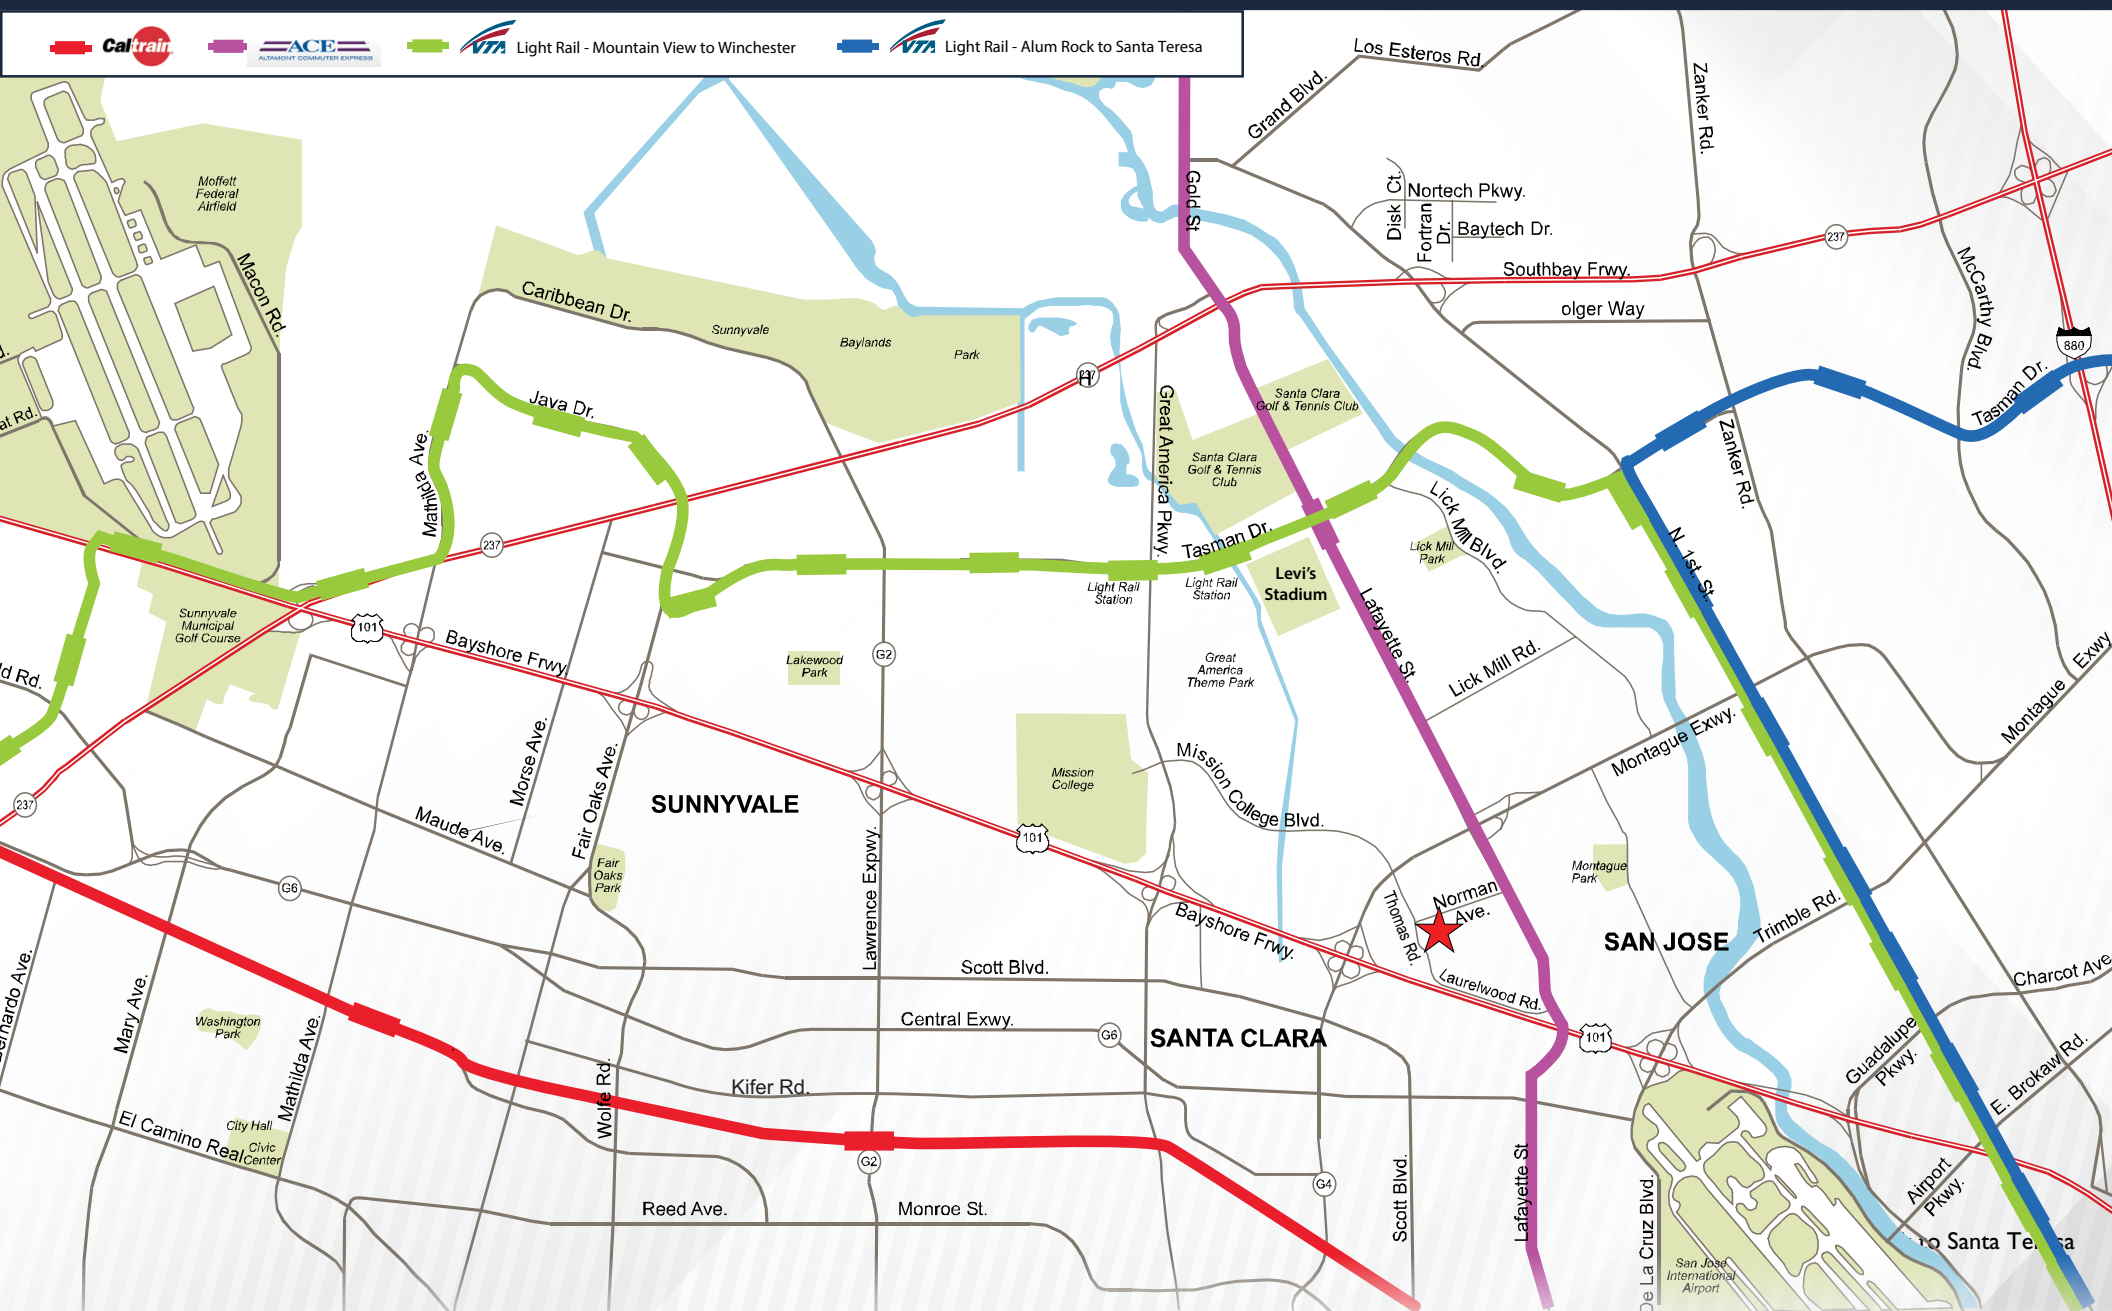 Caltrain
ACE
ALTAMONT COMMUTER EXPRESS
VTA
Light Rail - Mountain View to Winchester
VTA
Light Rail - Alum Rock to Santa Teresa
Los Esteros Rd.
Grand Blvd.
Zanker Rd.
Moffett
Federal
Airfield
Macon Rd.
Gold St
Disk Ct.
Nortech Pkwy.
Fortran
Dr.
Baytech Dr.
237
Southbay Frwy.
McCarthy Blvd.
olger Way
880
Caribbean Dr.
Sunnyvale
Baylands
Park
237
H
Tasman Dr.
Java Dr.
Mathilda Ave.
at Rd.
Great America Pkwy.
Santa Clara
Golf & Tennis Club
Santa Clara
Golf & Tennis
Club
Zanker Rd.
Lick Mill Blvd.
Lick Mill
Park
N. 1st. St.
237
Tasman Dr.
Light Rail
Station
Light Rail
Station
Levi's
Stadium
Sunnyvale
Municipal
Golf Course
101
Bayshore Frwy.
G2
Lakewood
Park
Great
America
Theme Park
Lafayette St.
Lick Mill Rd.
Exwy
Montague
Montague Exwy.
ld Rd.
237
Morse Ave.
Fair Oaks Ave.
Maude Ave.
SUNNYVALE
Mission
College
Mission College Blvd.
101
Fair
Oaks
Park
G6
Lawrence Expwy.
Montague
Park
Norman
Ave.
Thomas Rd.
Bayshore Frwy.
SAN JOSE
Trimble Rd.
Scott Blvd.
Laurelwood Rd.
Charcot Ave
ernardo Ave.
Mary Ave.
Washington
Park
Mathilda Ave.
Central Exwy.
G6
SANTA CLARA
101
Guadalupe
Pkwy.
E. Brokaw Rd.
Kifer Rd.
Wolfe Rd.
El Camino Real
City Hall
Civic
Center
G2
G4
Scott Blvd.
Lafayette St
De La Cruz Blvd.
Airport
Pkwy.
Reed Ave.
Monroe St.
San Jose
International
Airport
to Santa Teresa